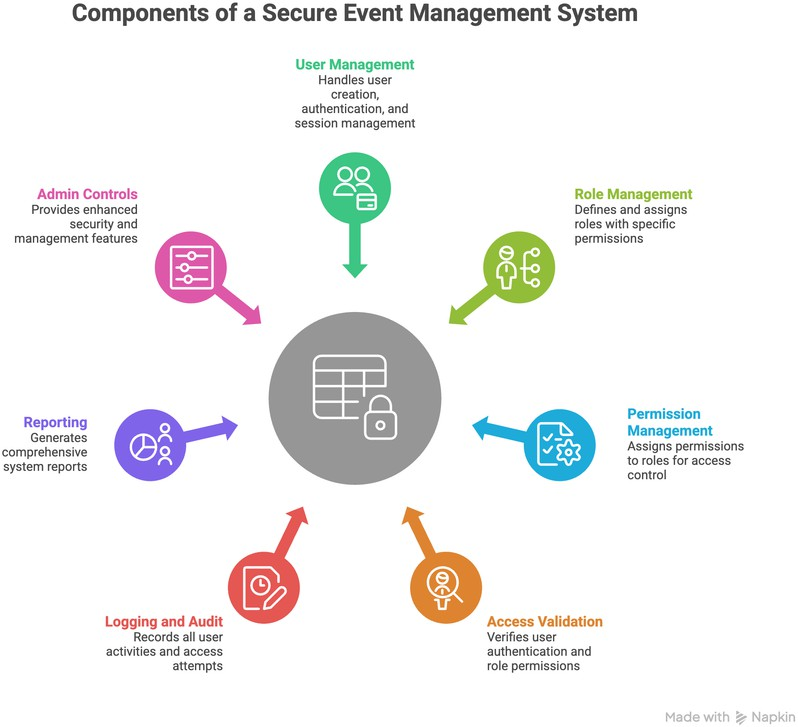 Components of a Secure Event Management System
User Management
Handles user
creation,
authentication, and
session management
Admin Controls
Provides enhanced
security and
management features
Role Management
Defines and assigns
roles with specific
permissions
Reporting
Generates
comprehensive
system reports
Permission
Management
Assigns permissions
to roles for access
control
Logging and Audit
Records all user
activities and access
attempts
Access Validation
Verifies user
authentication and
role permissions
Made with Napkin